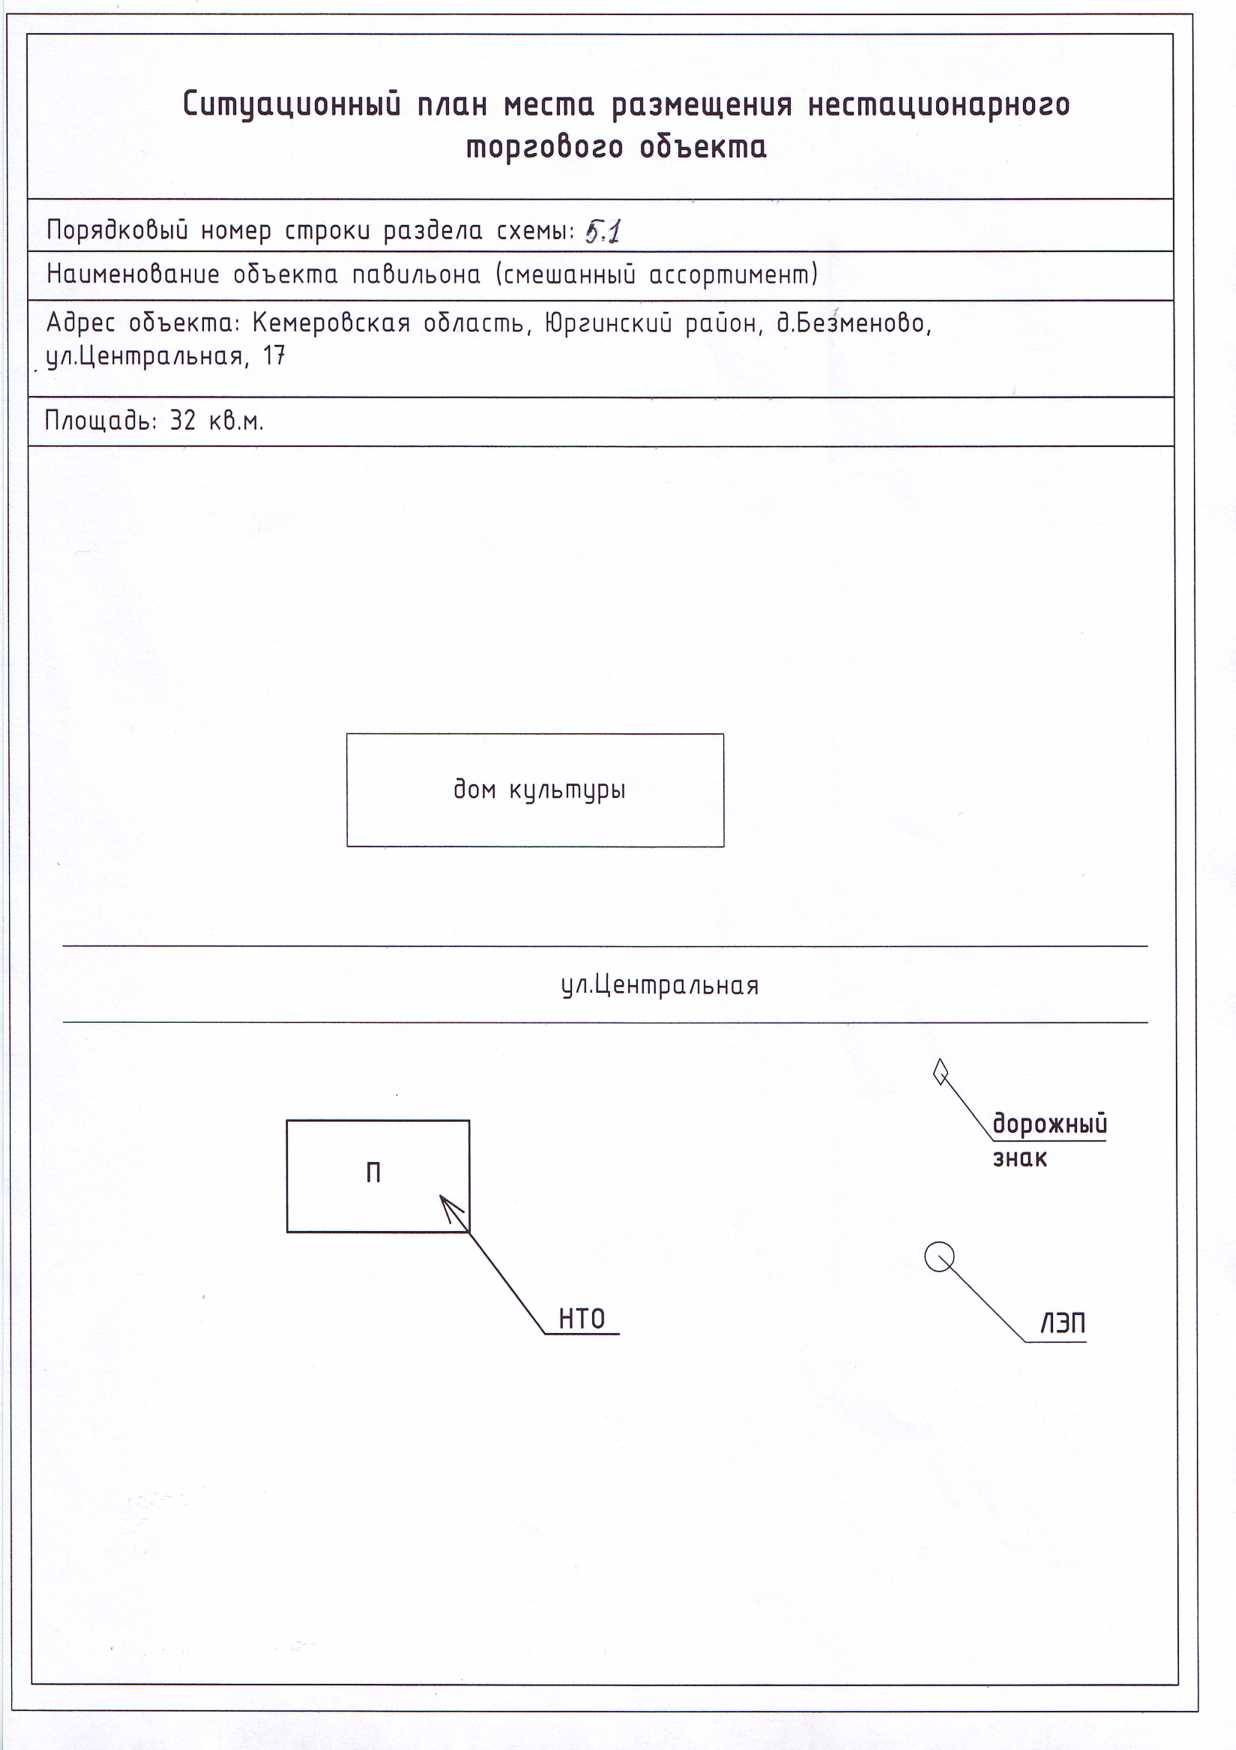 Ситуационный план места размещения нестационарного
торгового объекта
Порядковый номер строки раздела схемы: 5.1
Наименование объекта павильона (смешанный ассортимент)
Адрес объекта: Кемеровская область, Юргинский район, д.Безменово,
ул.Центральная, 17
Площадь: 32 кв.м.
дом культуры
ул.Центральная
дорожный
знак
П
НТО
ЛЭП